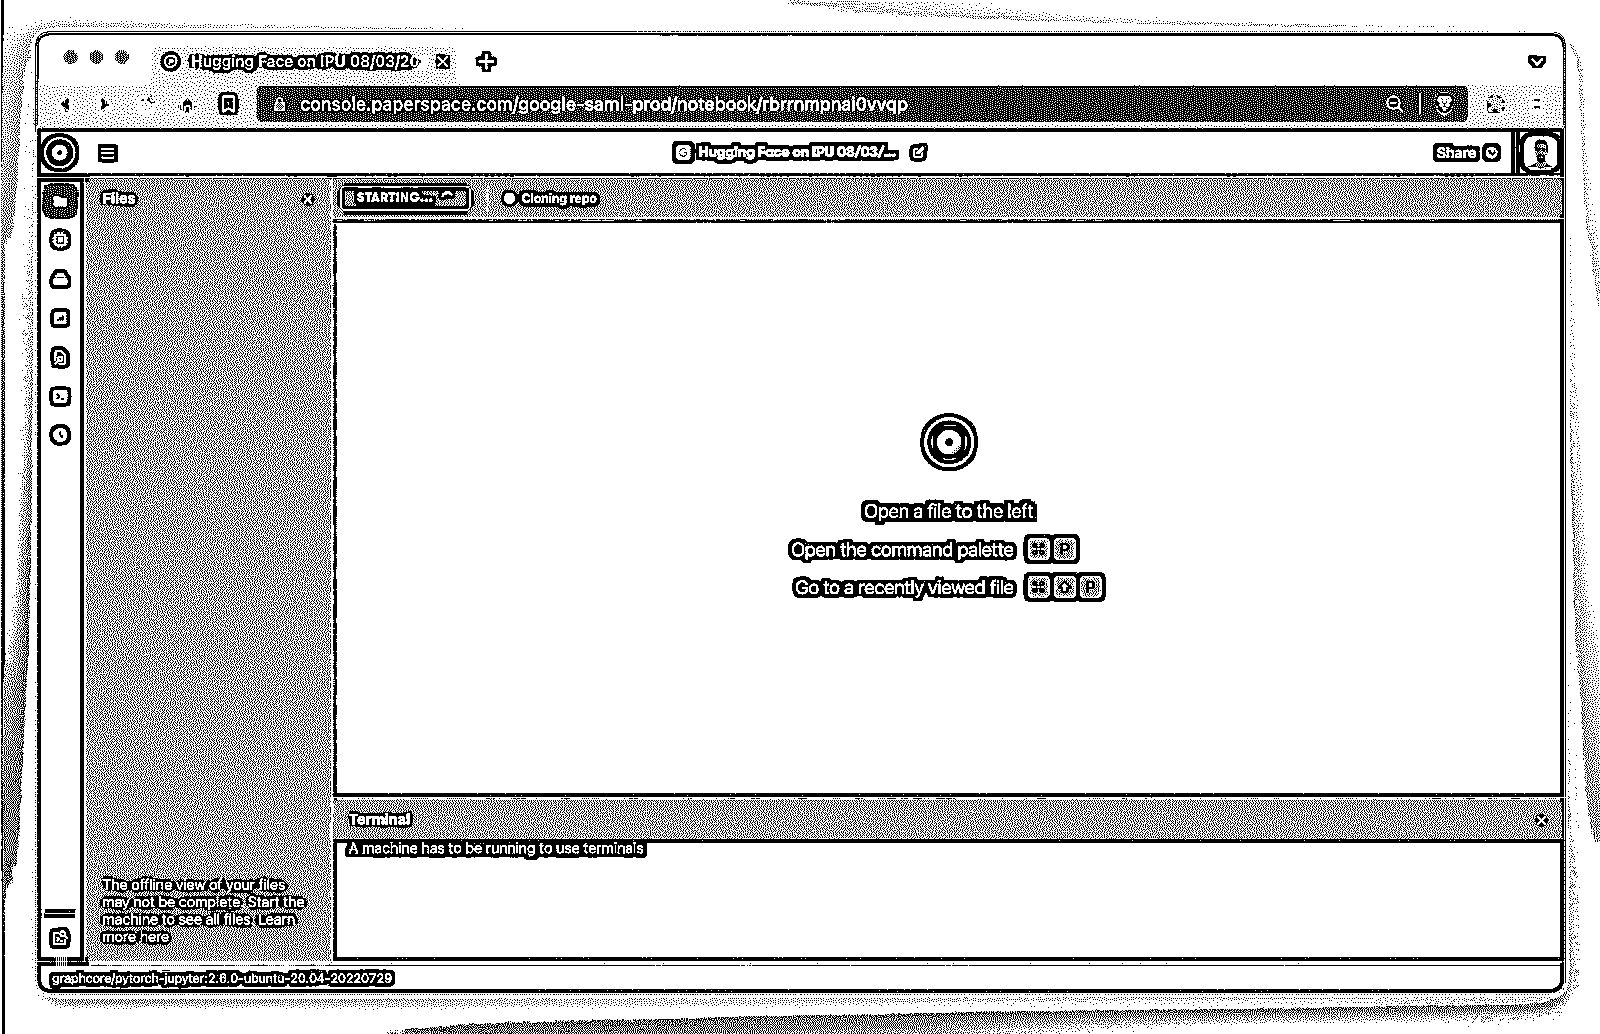 Hugging Face on IPU 08/03/20
console.paperspace.com/google-saml-prod/notebook/rbrrnmpnal0vvqp
Hugging Face on IPU 08/03/...
Share
Files
STARTING...
Cloning repo
Open a file to the left
Open the command palette ⌘ P
Go to a recently viewed file ⌘ ⇧ P
Terminal
A machine has to be running to use terminals
The offline view of your files
may not be complete. Start the
machine to see all files. Learn
more here
graphcore/pytorch-jupyter:2.6.0-ubuntu-20.04-20220729